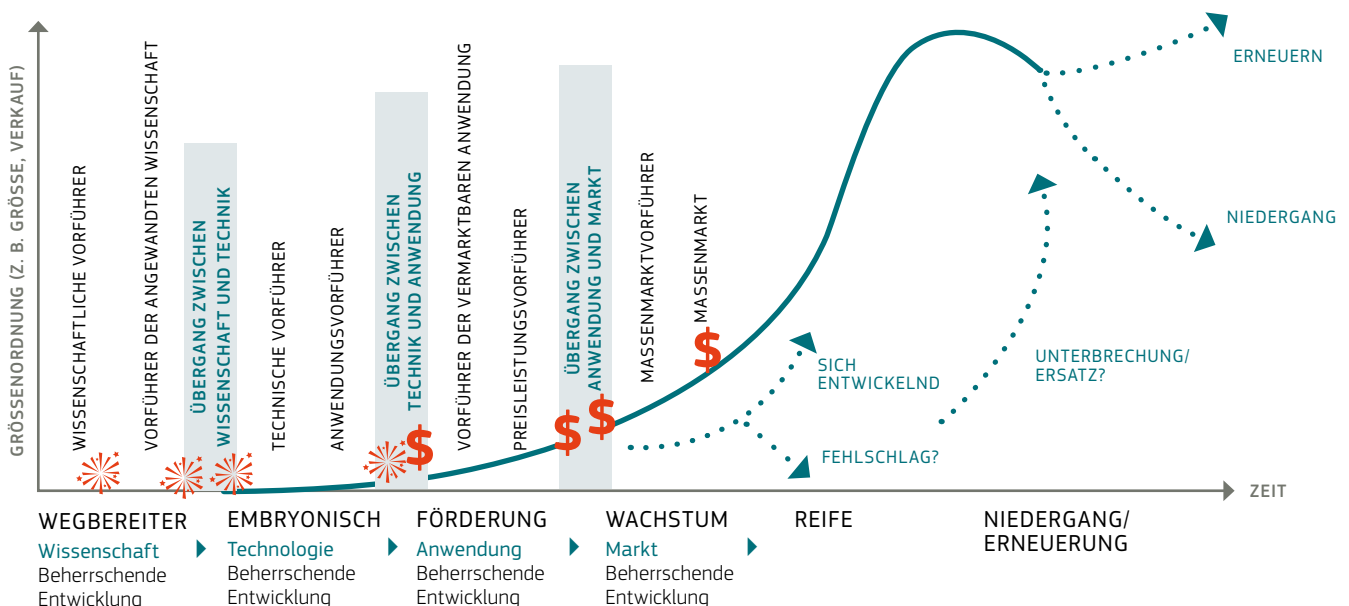 GRÖSSENORDNUNG (Z. B. GRÖSSE, VERKAUF)
WISSENSCHAFTLICHE VORFÜHRER
VORFÜHRER DER ANGEWANDTEN WISSENSCHAFT
ÜBERGANG ZWISCHEN
WISSENSCHAFT UND TECHNIK
TECHNISCHE VORFÜHRER
ANWENDUNGSVORFÜHRER
ÜBERGANG ZWISCHEN
TECHNIK UND ANWENDUNG
$
VORFÜHRER DER VERMARKTBAREN ANWENDUNG
PREISLEISTUNGSVORFÜHRER
ÜBERGANG ZWISCHEN
ANWENDUNG UND MARKT
$
$
MASSENMARKTVORFÜHRER
MASSENMARKT
$
SICH
ENTWICKELND
FEHLSCHLAG?
UNTERBRECHUNG/
ERSATZ?
ERNEUERN
NIEDERGANG
ZEIT
WEGBEREITER
Wissenschaft
Beherrschende
Entwicklung
EMBRYONISCH
Technologie
Beherrschende
Entwicklung
FÖRDERUNG
Anwendung
Beherrschende
Entwicklung
WACHSTUM
Markt
Beherrschende
Entwicklung
REIFE
NIEDERGANG/
ERNEUERUNG